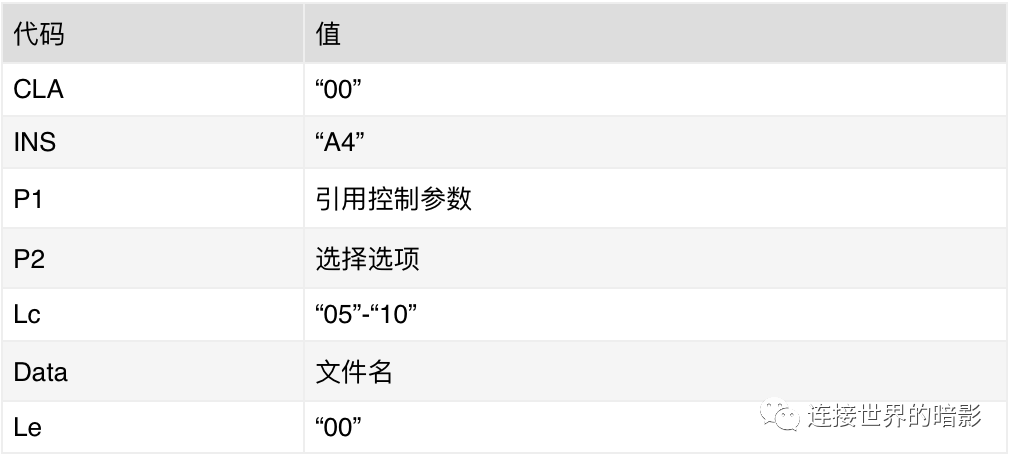 代码 值
CLA “00”
INS “A4”
P1 引用控制参数
P2 选择选项
Lc “05”-“10”
Data 文件名
Le “00”
连接世界的暗影